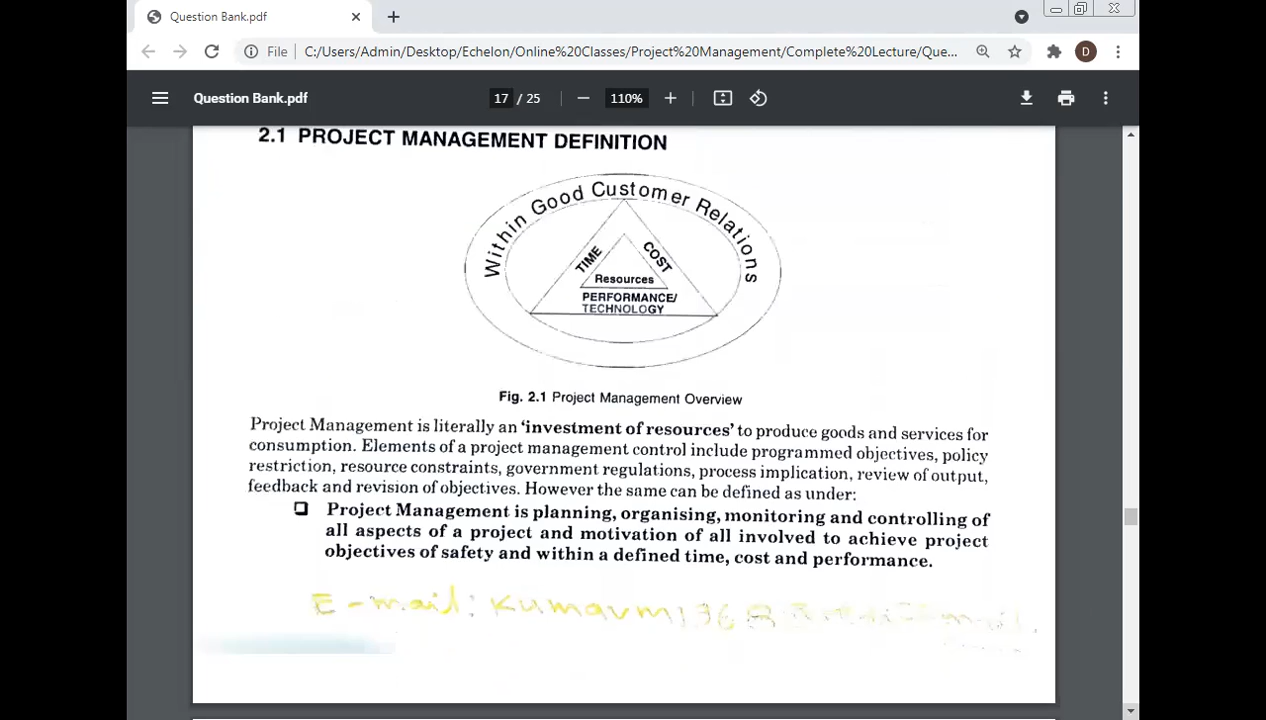 Question Bank.pdf
File
C:/Users/Admin/Desktop/Echelon/Online%20Classes/Project%20Management/Complete%20Lecture/Que...
D
Question Bank.pdf
17 / 25
110%
2.1 PROJECT MANAGEMENT DEFINITION
Within Good Customer Relations
TIME
COST
Resources
PERFORMANCE/
TECHNOLOGY
Fig. 2.1 Project Management Overview
Project Management is literally an ‘investment of resources’ to produce goods and services for
consumption. Elements of a project management control include programmed objectives, policy
restriction, resource constraints, government regulations, process implication, review of output,
feedback and revision of objectives. However the same can be defined as under:
Project Management is planning, organising, monitoring and controlling of
all aspects of a project and motivation of all involved to achieve project
objectives of safety and within a defined time, cost and performance.
E-mail: